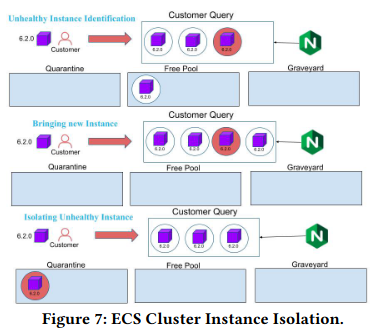 Unhealthy Instance Identification
Customer Query
6.2.0
Customer
6.2.0 6.2.0 6.2.0
N
Quarantine Free Pool Graveyard
6.2.0
Bringing new Instance
Customer Query
6.2.0
Customer
6.2.0 6.2.0 6.2.0 6.2.0
N
Quarantine Free Pool Graveyard
Isolating Unhealthy Instance
Customer Query
6.2.0
Customer
6.2.0 6.2.0 6.2.0
N
Quarantine Free Pool Graveyard
6.2.0
Figure 7: ECS Cluster Instance Isolation.